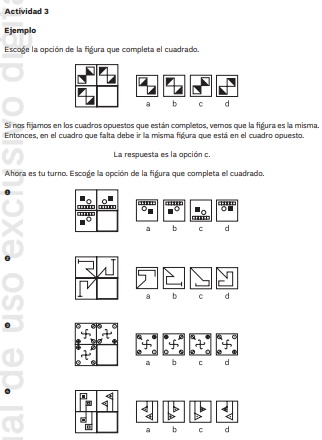 Actividad 3
Ejemplo
Escoge la opción de la figura que completa el cuadrado.
a b c d
Si nos fijamos en los cuadros opuestos que están completos, vemos que la figura es la misma.
Entonces, en el cuadro que falta debe ir la misma figura que está en el cuadro opuesto.
La respuesta es la opción c.
Ahora es tu turno. Escoge la opción de la figura que completa el cuadrado.
1
a b c d
2
a b c d
3
a b c d
4
a b c d
al de uso exclusivo digita